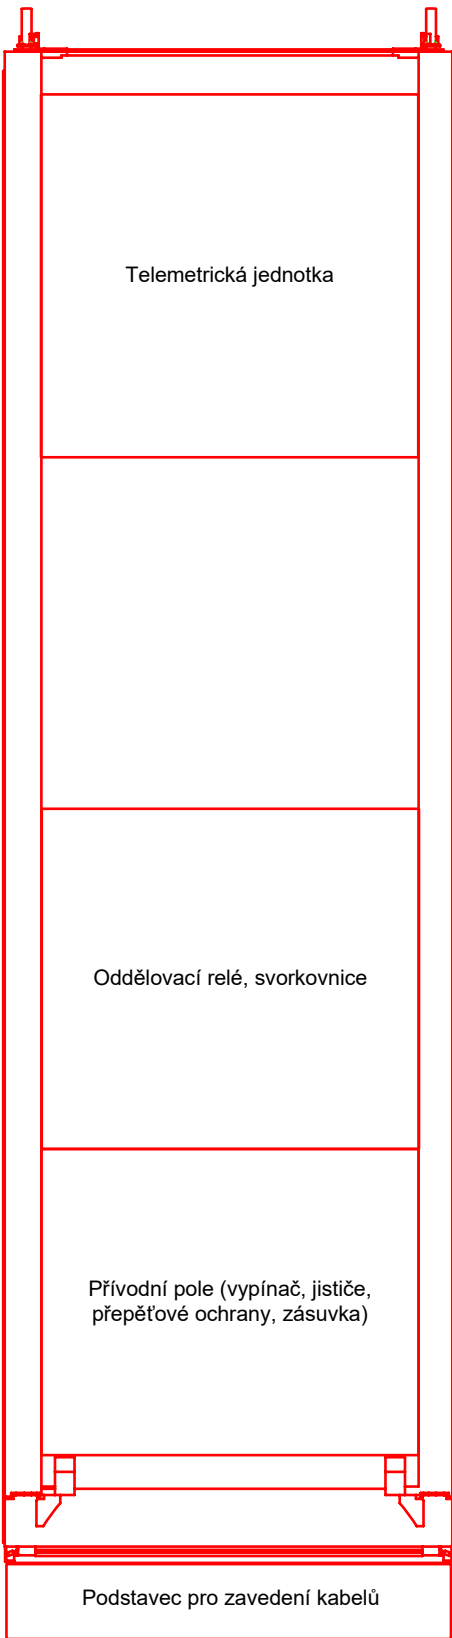 Telemetrická jednotka
Oddělovací relé, svorkovnice
Přívodní pole (vypínač, jističe,
přepěťové ochrany, zásuvka)
Podstavec pro zavedení kabelů